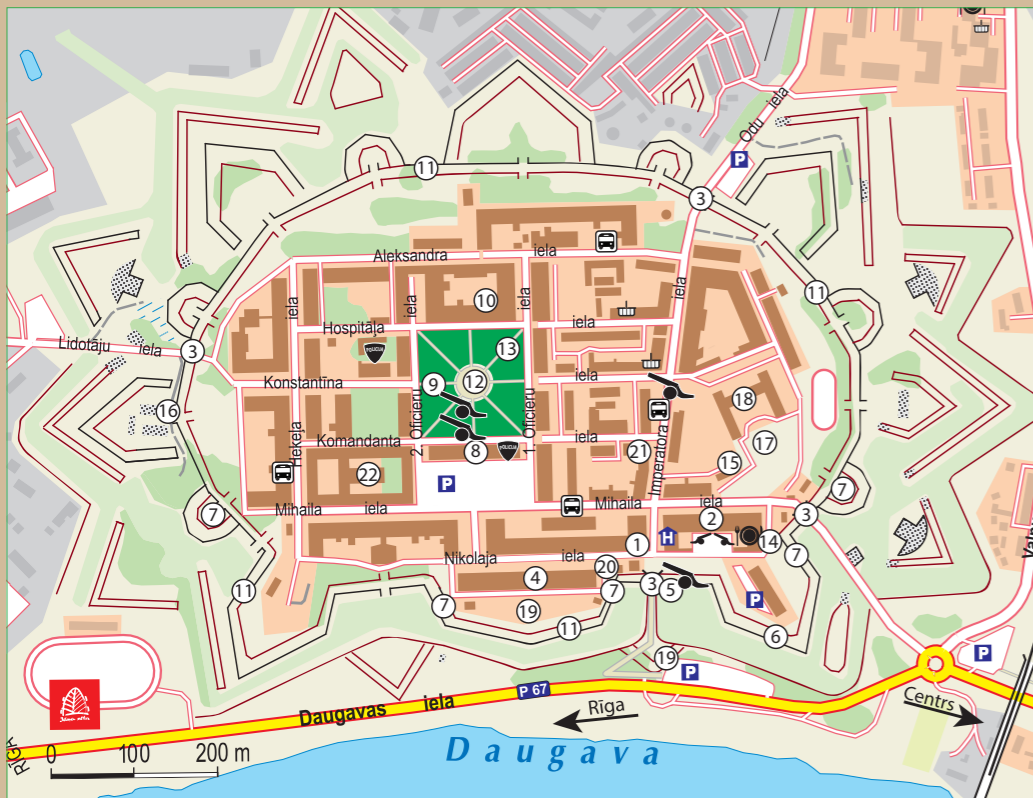 Odu iela
P
11
3
Aleksandra iela
iela
iela
iela
10
11
Hospitāļa
iela
13
Lidotāju iela
3
POLICIJA
Konstantīna
iela
9
12
18
16
2. Oficieru
1. Oficieru
Komandanta
iela
8
POLICIJA
21
17
15
Imperatora
Hekeļa
22
P
7
7
Mihaila iela
Mihaila iela
3
2
H
1
14
7
Nikolaja iela
20
4
3
5
7
11
7
19
11
P
6
19
P
P
P 67
Daugavas iela
Rīga
Centrs
RĪGA
0 100 200 m
Daugava